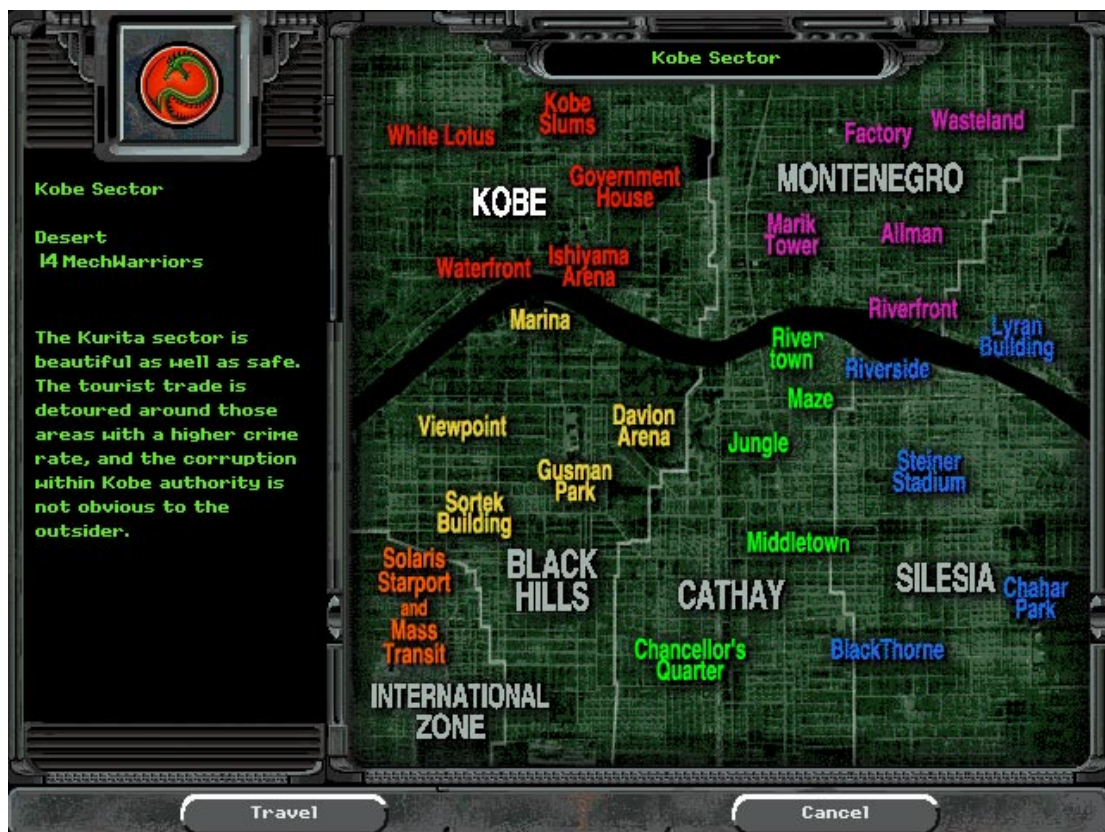 Kobe Sector
Desert
14 MechWarriors
The Kurita sector is
beautiful as well as safe.
The tourist trade is
detoured around those
areas with a higher crime
rate, and the corruption
within Kobe authority is
not obvious to the
outsider.
Kobe Sector
White Lotus
Kobe
Slums
Government
House
KOBE
Waterfront
Ishiyama
Arena
Factory
Wasteland
MONTENEGRO
Marik
Tower
Allman
Riverfront
Marina
Viewpoint
Davion
Arena
Gusman
Park
Sortek
Building
BLACK
HILLS
River
town
Maze
Jungle
Middletown
CATHAY
Chancellor's
Quarter
Lyran
Building
Riverside
Steiner
Stadium
SILESIA
Chahar
Park
BlackThorne
Solaris
Starport
and
Mass
Transit
INTERNATIONAL
ZONE
Travel
Cancel